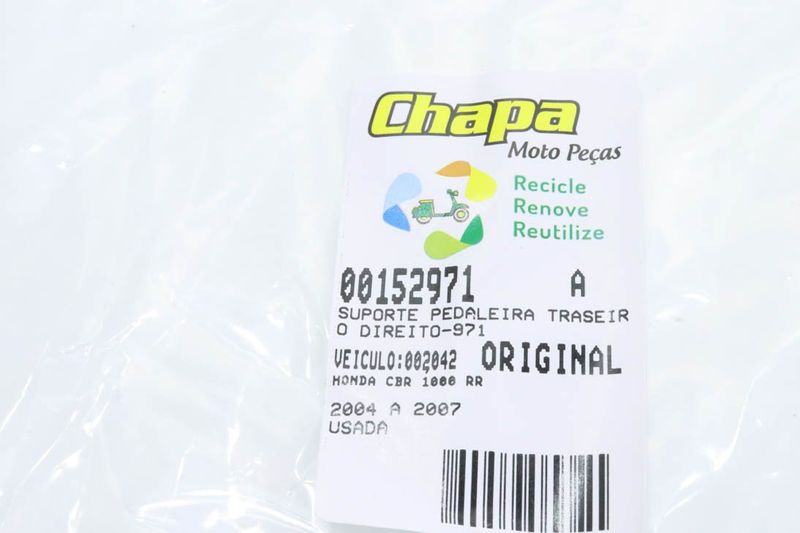 Chapa
Moto Peças
Recicle
Renove
Reutilize
00152971 A
SUPORTE PEDALEIRA TRASEIR
O DIREITO-971
VEICULO:002042 ORIGINAL
HONDA CBR 1000 RR
2004 A 2007
USADA